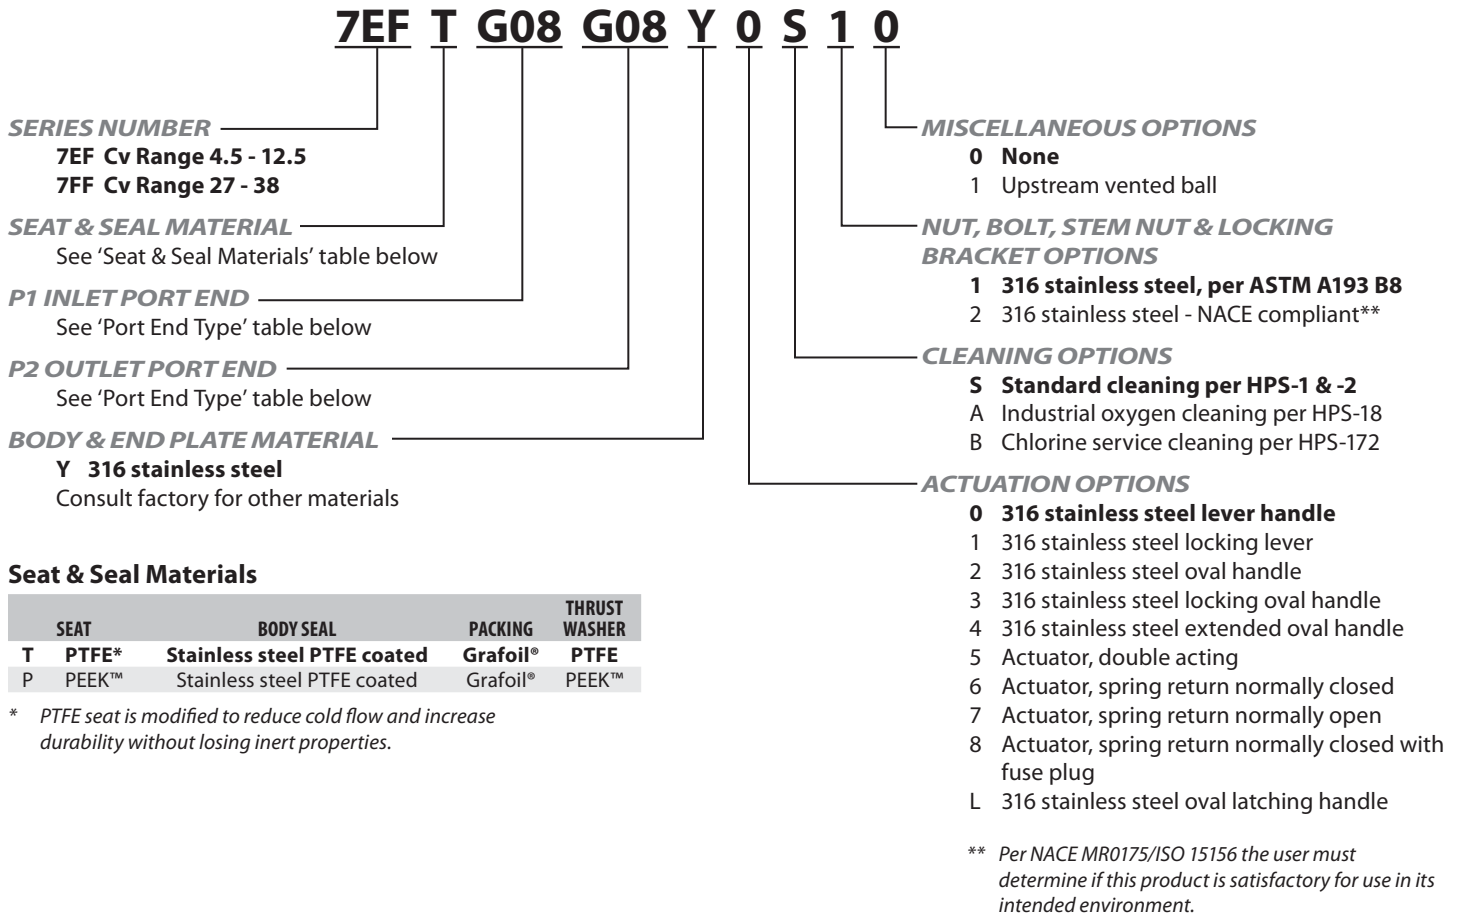 7EF T G08 G08 Y 0 S 1 0
SERIES NUMBER
7EF Cv Range 4.5 - 12.5
7FF Cv Range 27 - 38
SEAT & SEAL MATERIAL
See ‘Seat & Seal Materials’ table below
P1 INLET PORT END
See ‘Port End Type’ table below
P2 OUTLET PORT END
See ‘Port End Type’ table below
BODY & END PLATE MATERIAL
Y 316 stainless steel
Consult factory for other materials
Seat & Seal Materials
SEAT BODY SEAL PACKING THRUST WASHER
T PTFE* Stainless steel PTFE coated Grafoil® PTFE
P PEEK™ Stainless steel PTFE coated Grafoil® PEEK™
* PTFE seat is modified to reduce cold flow and increase
durability without losing inert properties.
MISCELLANEOUS OPTIONS
0 None
1 Upstream vented ball
NUT, BOLT, STEM NUT & LOCKING
BRACKET OPTIONS
1 316 stainless steel, per ASTM A193 B8
2 316 stainless steel - NACE compliant**
CLEANING OPTIONS
S Standard cleaning per HPS-1 & -2
A Industrial oxygen cleaning per HPS-18
B Chlorine service cleaning per HPS-172
ACTUATION OPTIONS
0 316 stainless steel lever handle
1 316 stainless steel locking lever
2 316 stainless steel oval handle
3 316 stainless steel locking oval handle
4 316 stainless steel extended oval handle
5 Actuator, double acting
6 Actuator, spring return normally closed
7 Actuator, spring return normally open
8 Actuator, spring return normally closed with
fuse plug
L 316 stainless steel oval latching handle
** Per NACE MR0175/ISO 15156 the user must
determine if this product is satisfactory for use in its
intended environment.